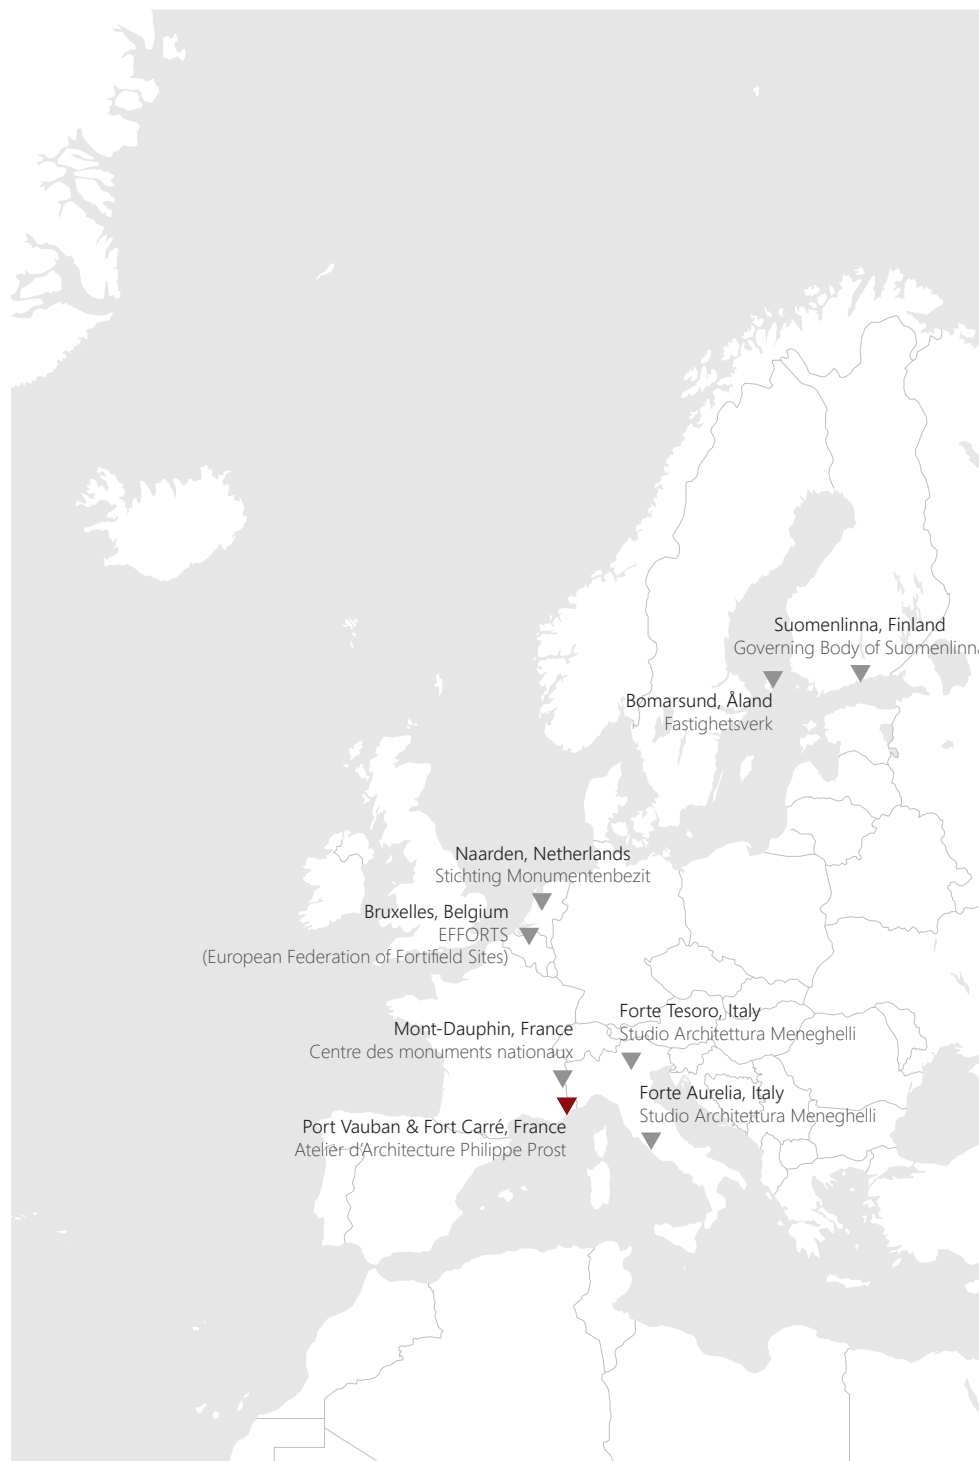 Suomenlinna, Finland
Governing Body of Suomenlinna
Bomarsund, Åland
Fastighetsverk
Naarden, Netherlands
Stichting Monumentenbezit
Bruxelles, Belgium
EFFORTS
(European Federation of Fortifield Sites)
Forte Tesoro, Italy
Studio Architettura Meneghelli
Mont-Dauphin, France
Centre des monuments nationaux
Forte Aurelia, Italy
Studio Architettura Meneghelli
Port Vauban & Fort Carré, France
Atelier d'Architecture Philippe Prost